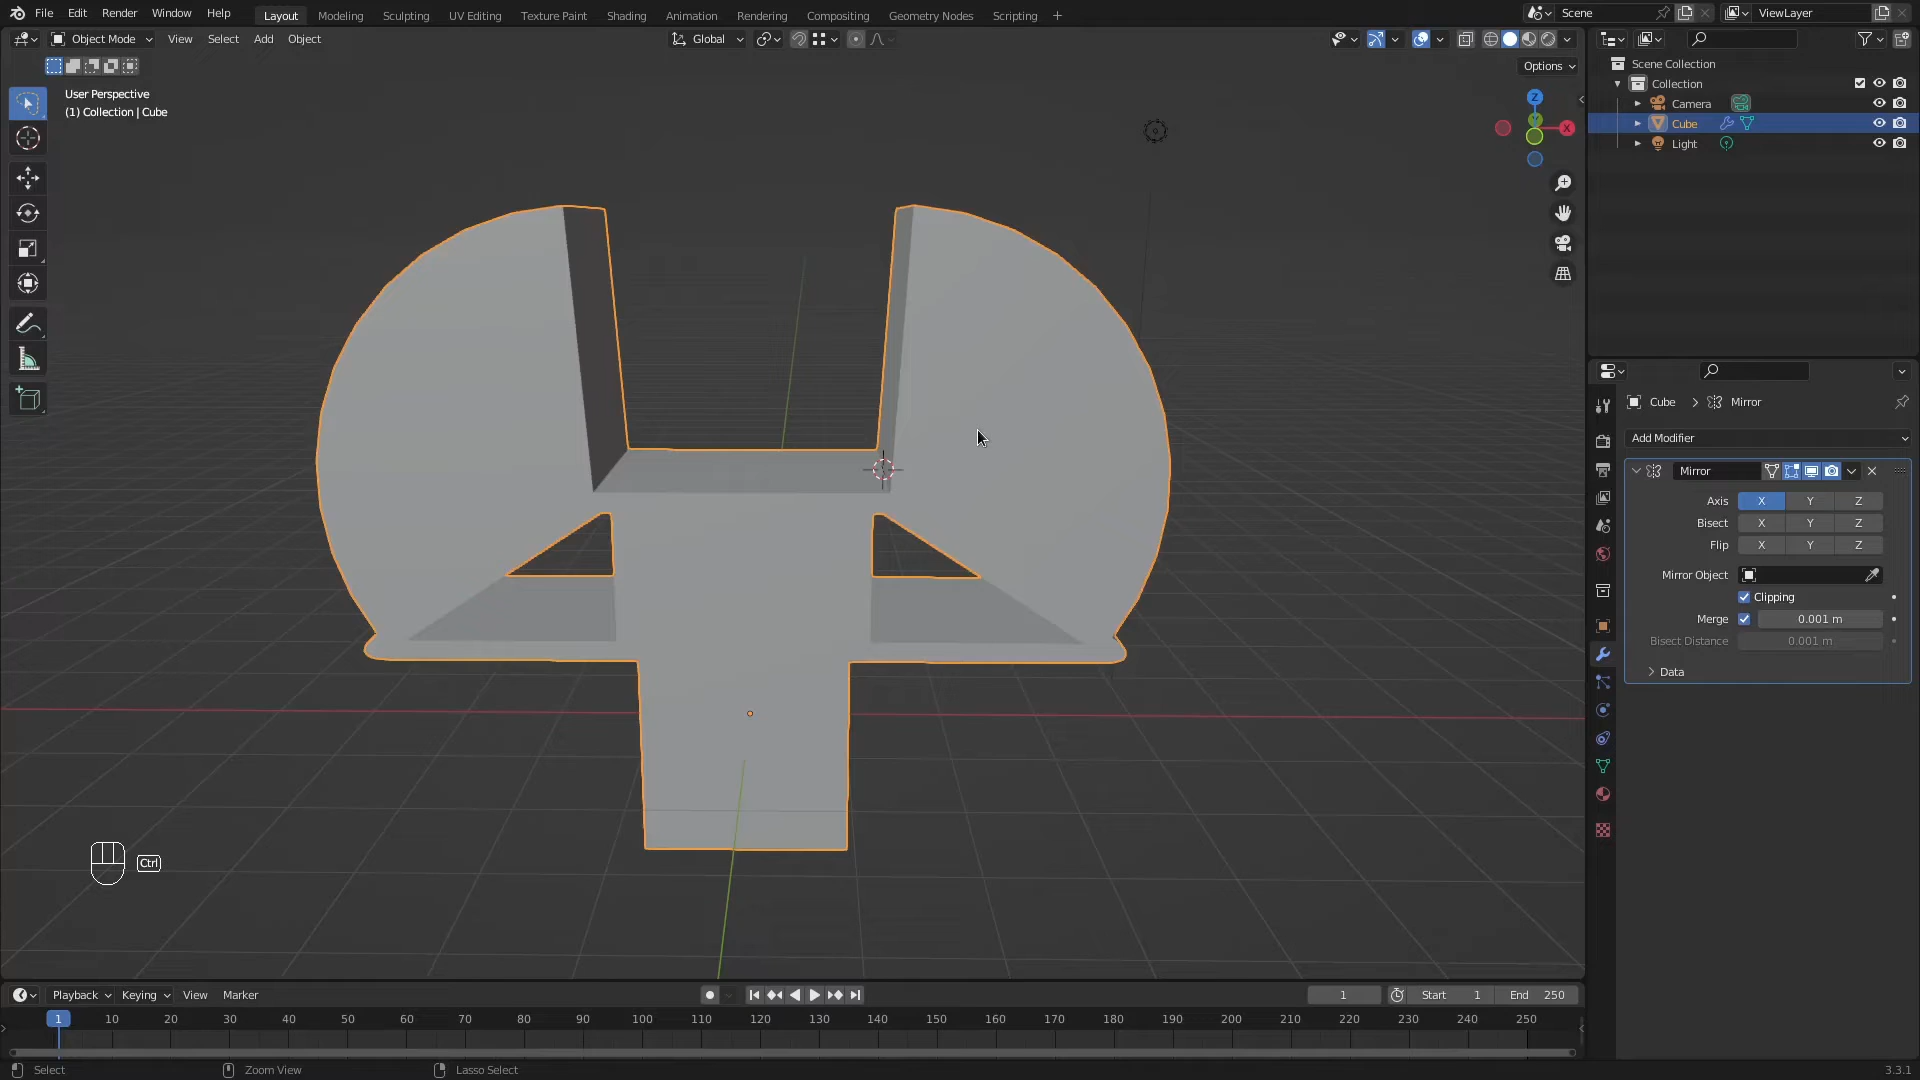 File Edit Render Window Help Layout Modeling Sculpting UV Editing Texture Paint Shading Animation Rendering Compositing Geometry Nodes Scripting + Scene ViewLayer
Object Mode View Select Add Object Global
Options
User Perspective
(1) Collection | Cube
Z
Y
X
Scene Collection
Collection
Camera
Cube
Light
Cube > Mirror
Add Modifier
Mirror
Axis X Y Z
Bisect X Y Z
Flip X Y Z
Mirror Object
Clipping
Merge 0.001 m
Bisect Distance 0.001 m
Data
Ctrl
Playback Keying View Marker 1 Start 1 End 250
1 10 20 30 40 50 60 70 80 90 100 110 120 130 140 150 160 170 180 190 200 210 220 230 240 250
Select Zoom View Lasso Select 3.3.1